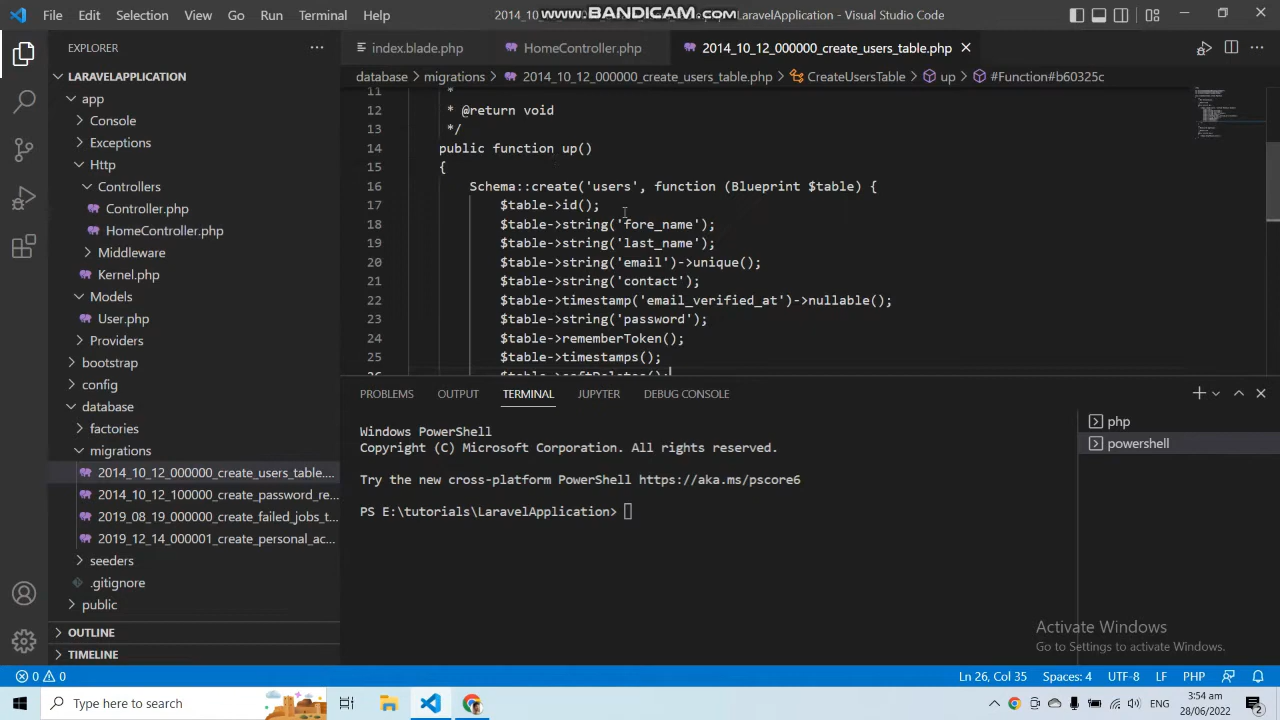 File Edit Selection View Go Run Terminal Help
2014_10_
www.BANDICAM.com
LaravelApplication - Visual Studio Code
EXPLORER
LARAVELAPPLICATION
app
Console
Exceptions
Http
Controllers
Controller.php
HomeController.php
Middleware
Kernel.php
Models
User.php
Providers
bootstrap
config
database
factories
migrations
2014_10_12_000000_create_users_table....
2014_10_12_100000_create_password_re...
2019_08_19_000000_create_failed_jobs_t...
2019_12_14_000001_create_personal_ac...
seeders
.gitignore
public
OUTLINE
TIMELINE
index.blade.php
HomeController.php
2014_10_12_000000_create_users_table.php
database > migrations > 2014_10_12_000000_create_users_table.php > CreateUsersTable > up > #Function#b60325c
11 *
12 * @return void
13 */
14 public function up()
15 {
16 Schema::create('users', function (Blueprint $table) {
17 $table->id();
18 $table->string('fore_name');
19 $table->string('last_name');
20 $table->string('email')->unique();
21 $table->string('contact');
22 $table->timestamp('email_verified_at')->nullable();
23 $table->string('password');
24 $table->rememberToken();
25 $table->timestamps();
26 $table->softDeletes();
PROBLEMS OUTPUT TERMINAL JUPYTER DEBUG CONSOLE
Windows PowerShell
Copyright (C) Microsoft Corporation. All rights reserved.
Try the new cross-platform PowerShell https://aka.ms/pscore6
PS E:\tutorials\LaravelApplication>
php
powershell
Activate Windows
Go to Settings to activate Windows.
0 0
Ln 26, Col 35 Spaces: 4 UTF-8 LF PHP
Type here to search
ENG
3:54 am
28/06/2022
2